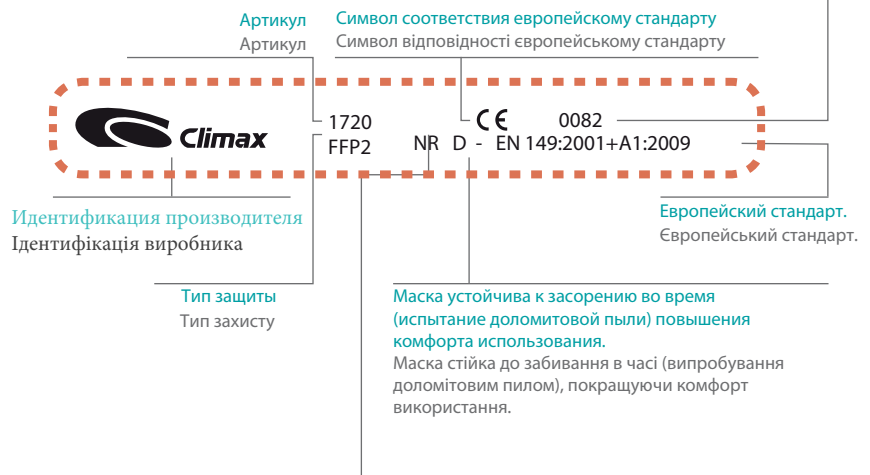 Артикул
Артикул
Символ соответствия европейскому стандарту
Символ відповідності європейському стандарту
Climax
1720
CE 0082
FFP2 NR D - EN 149:2001+A1:2009
Идентификация производителя
Ідентифікація виробника
Европейский стандарт.
Європейський стандарт.
Тип защиты
Тип захисту
Маска устойчива к засорению во время
(испытание доломитовой пыли) повышения
комфорта использования.
Маска стійка до забивання в часі (випробування
доломітовим пилом), покращуючи комфорт
використання.